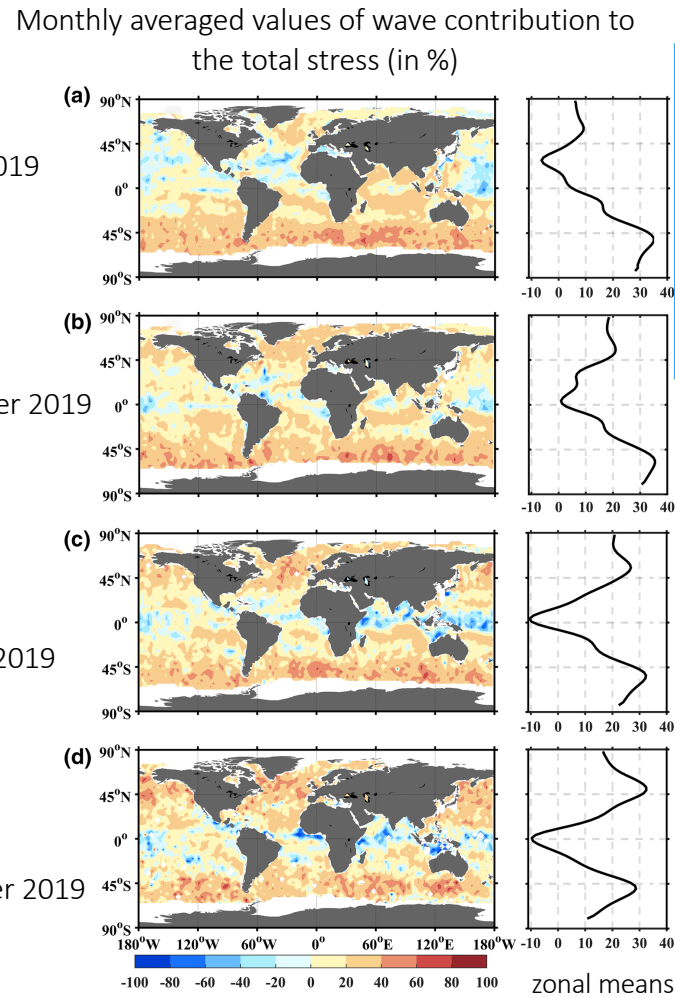 Monthly averaged values of wave contribution to
the total stress (in %)
(a)
90°N
45°N
0°
45°S
90°S
-10 0 10 20 30 40
2019
(b)
90°N
45°N
0°
45°S
90°S
-10 0 10 20 30 40
er 2019
(c)
90°N
45°N
0°
45°S
90°S
-10 0 10 20 30 40
2019
(d)
90°N
45°N
0°
45°S
90°S
er 2019
180°W 120°W 60°W 0° 60°E 120°E 180°W
-10 0 10 20 30 40
-100 -80 -60 -40 -20 0 20 40 60 80 100
zonal means